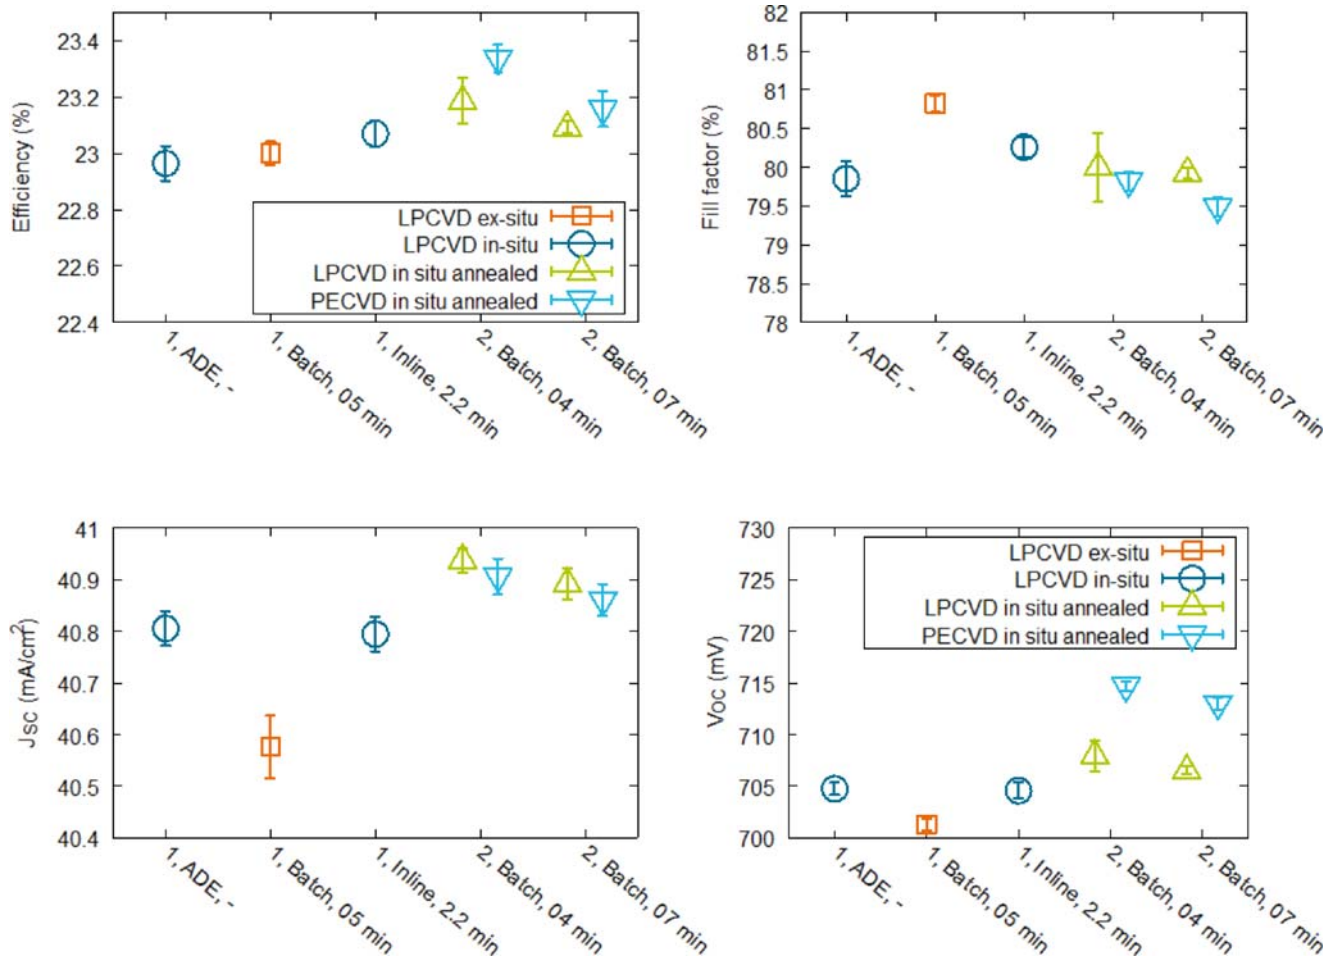 Efficiency (%)
23.4
23.2
23
22.8
22.6
22.4
LPCVD ex-situ
LPCVD in-situ
LPCVD in situ annealed
PECVD in situ annealed
1, ADE, -
1, Batch, 05 min
1, Inline, 2.2 min
2, Batch, 04 min
2, Batch, 07 min
Fill factor (%)
82
81.5
81
80.5
80
79.5
79
78.5
78
1, ADE, -
1, Batch, 05 min
1, Inline, 2.2 min
2, Batch, 04 min
2, Batch, 07 min
Jsc (mA/cm²)
41
40.9
40.8
40.7
40.6
40.5
40.4
1, ADE, -
1, Batch, 05 min
1, Inline, 2.2 min
2, Batch, 04 min
2, Batch, 07 min
Voc (mV)
730
725
720
715
710
705
700
LPCVD ex-situ
LPCVD in-situ
LPCVD in situ annealed
PECVD in situ annealed
1, ADE, -
1, Batch, 05 min
1, Inline, 2.2 min
2, Batch, 04 min
2, Batch, 07 min